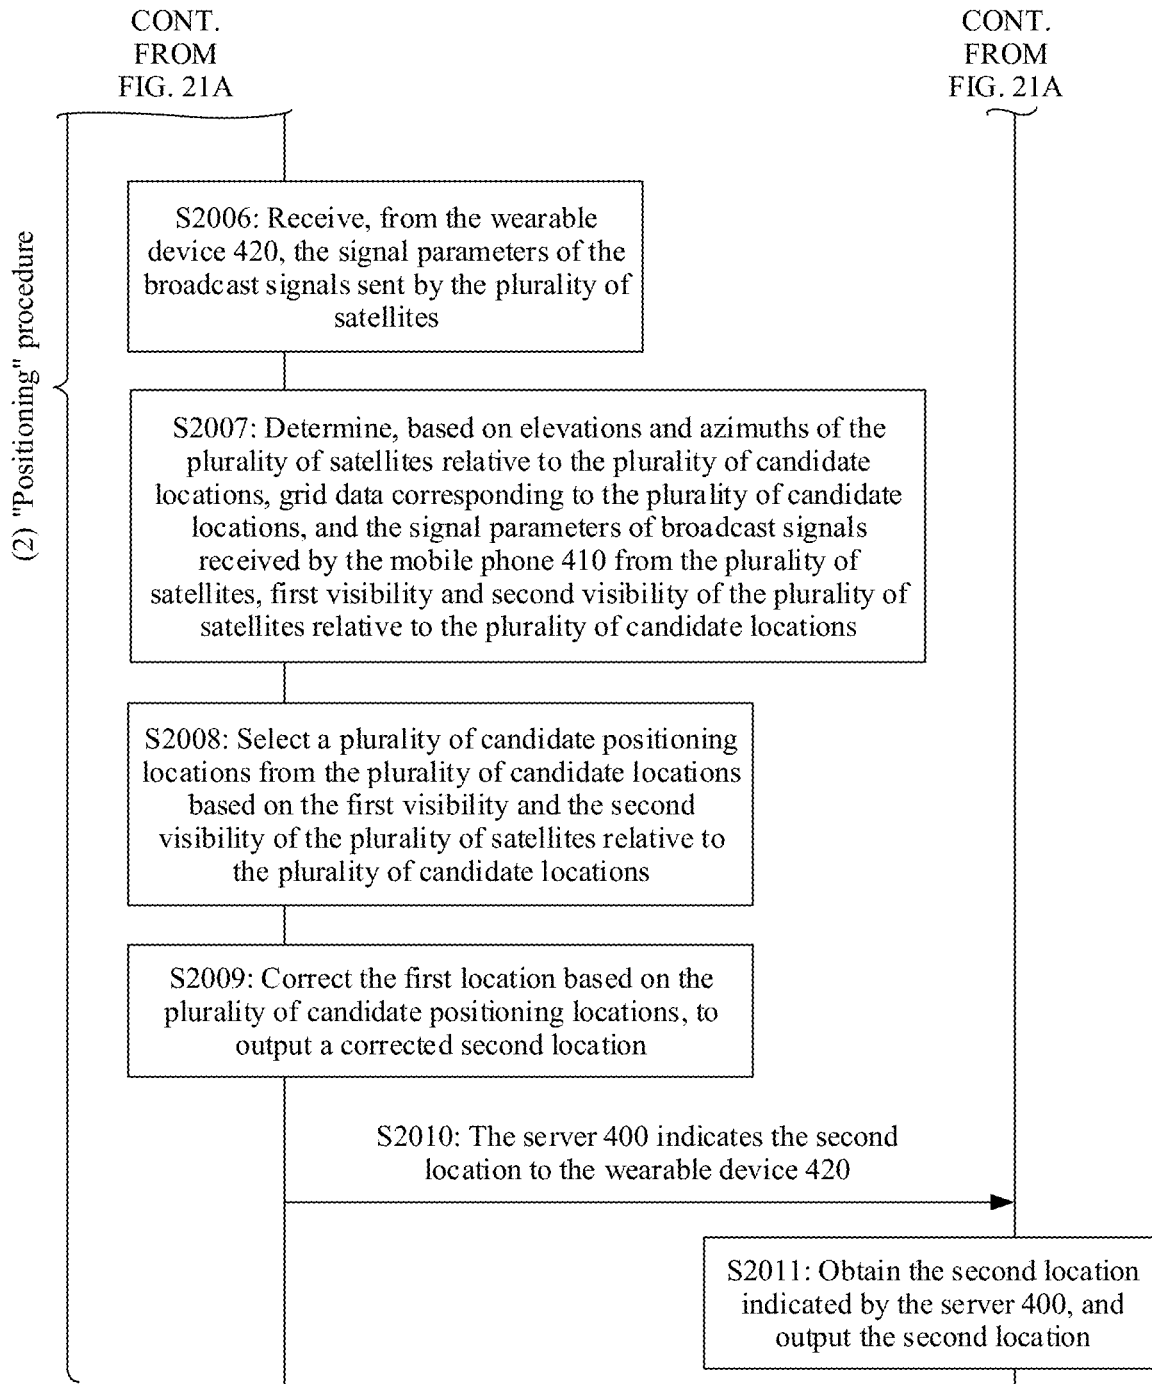 CONT.
FROM
FIG. 21A
CONT.
FROM
FIG. 21A
(2) "Positioning" procedure
S2006: Receive, from the wearable
device 420, the signal parameters of the
broadcast signals sent by the plurality of
satellites
S2007: Determine, based on elevations and azimuths of the
plurality of satellites relative to the plurality of candidate
locations, grid data corresponding to the plurality of candidate
locations, and the signal parameters of broadcast signals
received by the mobile phone 410 from the plurality of
satellites, first visibility and second visibility of the plurality of
satellites relative to the plurality of candidate locations
S2008: Select a plurality of candidate positioning
locations from the plurality of candidate locations
based on the first visibility and the second
visibility of the plurality of satellites relative to
the plurality of candidate locations
S2009: Correct the first location based on the
plurality of candidate positioning locations, to
output a corrected second location
S2010: The server 400 indicates the second
location to the wearable device 420
S2011: Obtain the second location
indicated by the server 400, and
output the second location